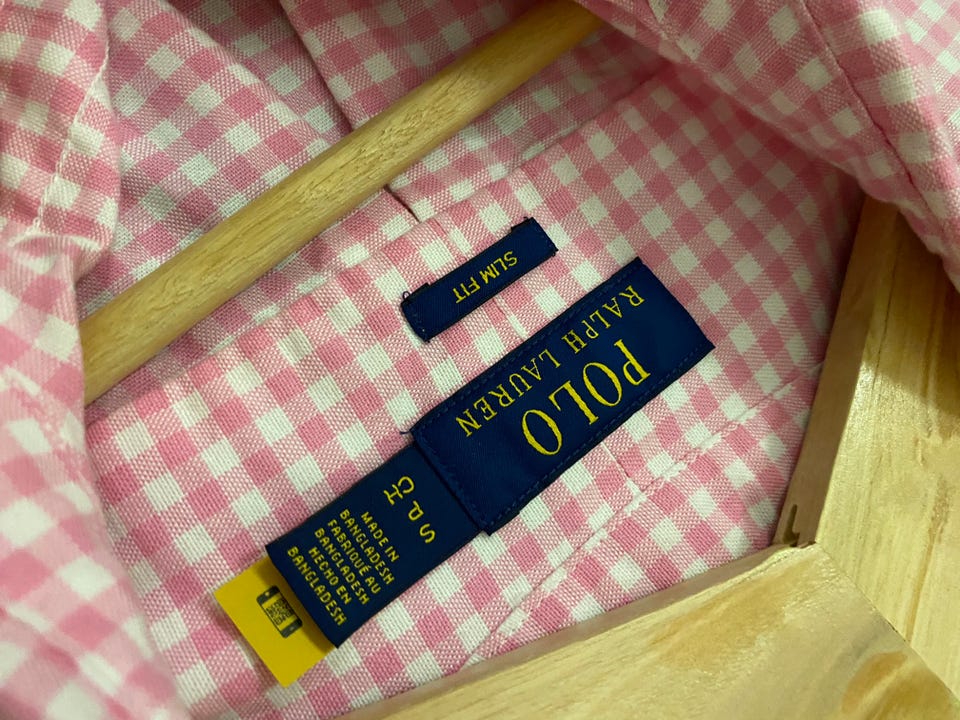 SLIM FIT
POLO
RALPH LAUREN
S P CH
MADE IN
BANGLADESH
FABRIQUÉ AU
BANGLADESH
HECHO EN
BANGLADESH